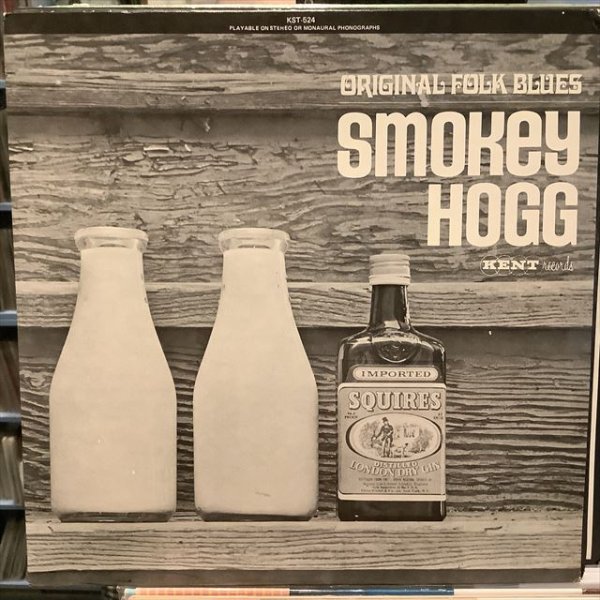 KST-524
PLAYABLE ON STEREO OR MONAURAL PHONOGRAPHS
ORIGINAL FOLK BLUES
SMOKEY
HOGG
KENT records
IMPORTED
SQUIRES
DISTILLED
LONDON DRY GIN